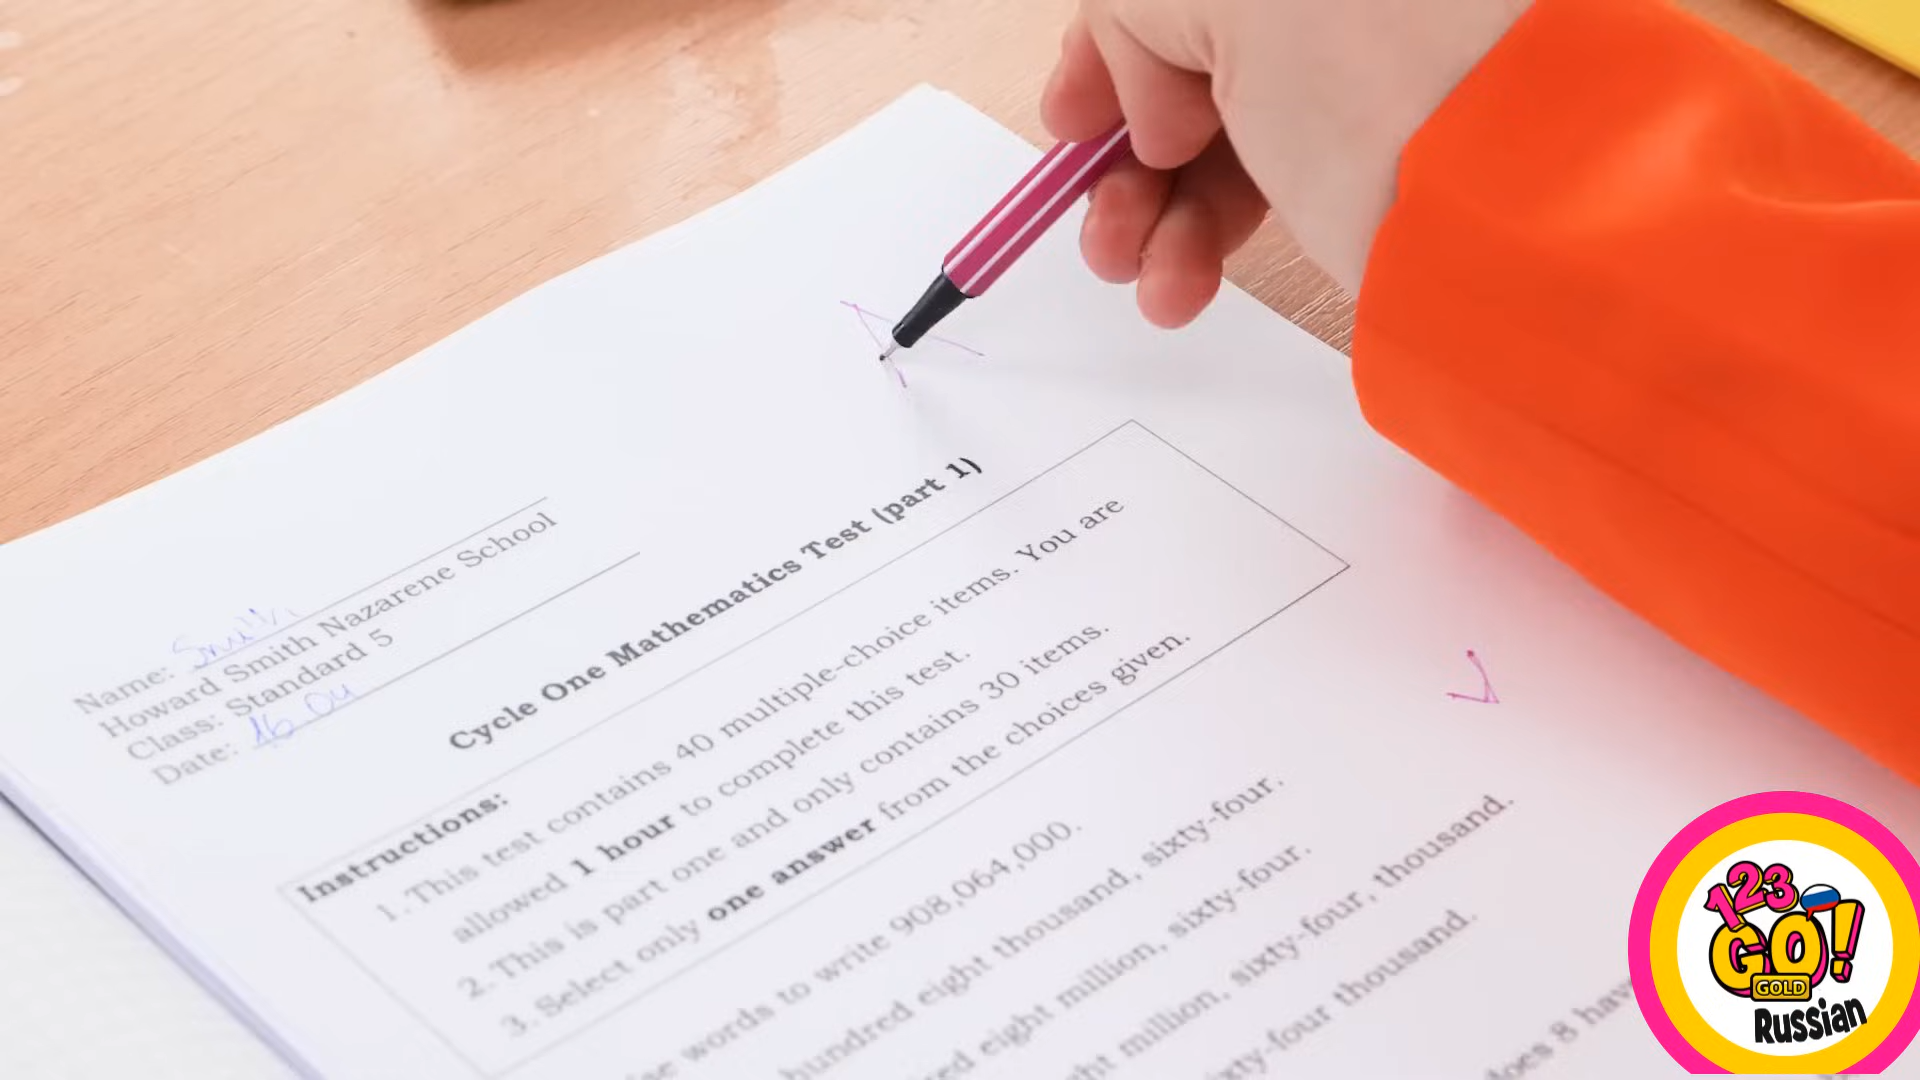 Name: Smith
Howard Smith Nazarene School
Class: Standard 5
Date: 16 04
Cycle One Mathematics Test (part 1)
Instructions:
1. This test contains 40 multiple-choice items. You are
allowed 1 hour to complete this test.
2. This is part one and only contains 30 items.
3. Select only one answer from the choices given.
words to write 908,064,000.
hundred eight thousand, sixty-four.
eight million, sixty-four.
million, sixty-four, thousand.
sixty-four thousand.
does 8
123
GO!
GOLD
Russian